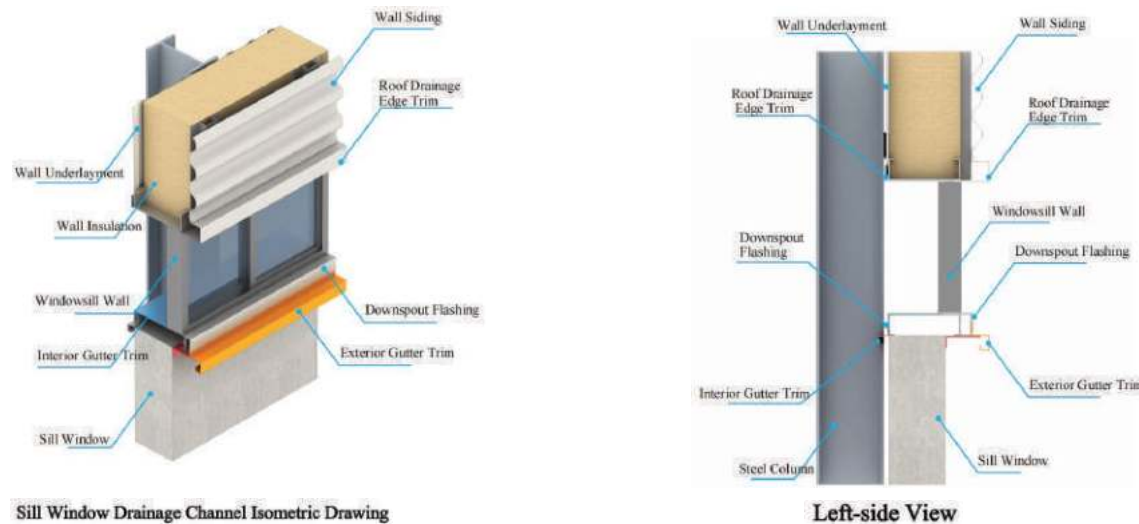 Wall Siding
Roof Drainage
Edge Trim
Wall Underlayment
Wall Insulation
Windowsill Wall
Downspout Flashing
Interior Gutter Trim
Exterior Gutter Trim
Sill Window
Sill Window Drainage Channel Isometric Drawing
Wall Underlayment
Wall Siding
Roof Drainage
Edge Trim
Roof Drainage
Edge Trim
Windowsill Wall
Downspout
Flashing
Downspout Flashing
Interior Gutter Trim
Exterior Gutter Trim
Steel Column
Sill Window
Left-side View